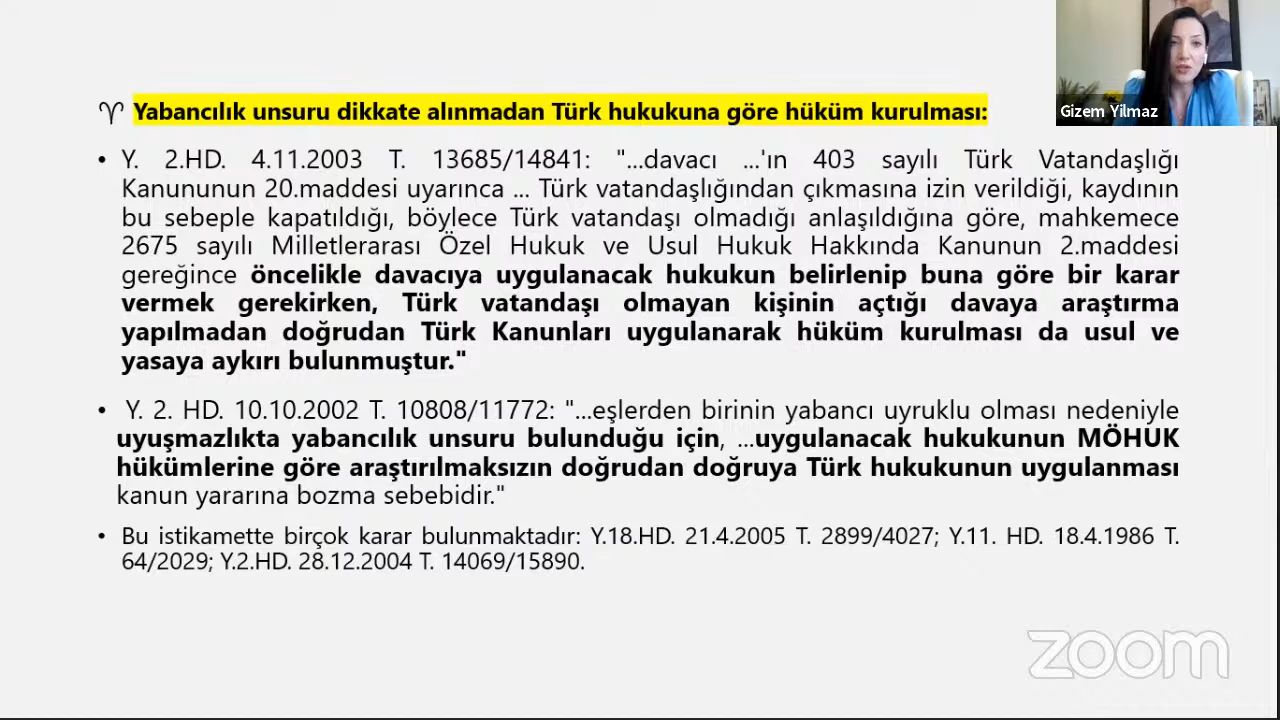 Gizem Yilmaz
♈ Yabancılık unsuru dikkate alınmadan Türk hukukuna göre hüküm kurulması:
• Y. 2.HD. 4.11.2003 T. 13685/14841: "...davacı ...'ın 403 sayılı Türk Vatandaşlığı
Kanununun 20.maddesi uyarınca ... Türk vatandaşlığından çıkmasına izin verildiği, kaydının
bu sebeple kapatıldığı, böylece Türk vatandaşı olmadığı anlaşıldığına göre, mahkemece
2675 sayılı Milletlerarası Özel Hukuk ve Usul Hukuk Hakkında Kanunun 2.maddesi
gereğince öncelikle davacıya uygulanacak hukukun belirlenip buna göre bir karar
vermek gerekirken, Türk vatandaşı olmayan kişinin açtığı davaya araştırma
yapılmadan doğrudan Türk Kanunları uygulanarak hüküm kurulması da usul ve
yasaya aykırı bulunmuştur."
• Y. 2. HD. 10.10.2002 T. 10808/11772: "...eşlerden birinin yabancı uyruklu olması nedeniyle
uyuşmazlıkta yabancılık unsuru bulunduğu için, ...uygulanacak hukukunun MÖHUK
hükümlerine göre araştırılmaksızın doğrudan doğruya Türk hukukunun uygulanması
kanun yararına bozma sebebidir."
• Bu istikamette birçok karar bulunmaktadır: Y.18.HD. 21.4.2005 T. 2899/4027; Y.11. HD. 18.4.1986 T.
64/2029; Y.2.HD. 28.12.2004 T. 14069/15890.
zoom